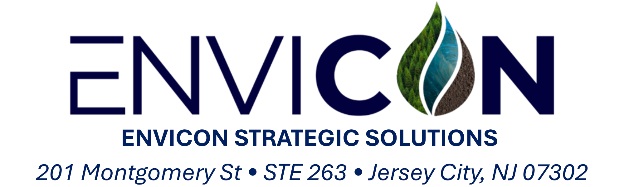 ENVICON
ENVICON STRATEGIC SOLUTIONS
201 Montgomery St • STE 263 • Jersey City, NJ 07302